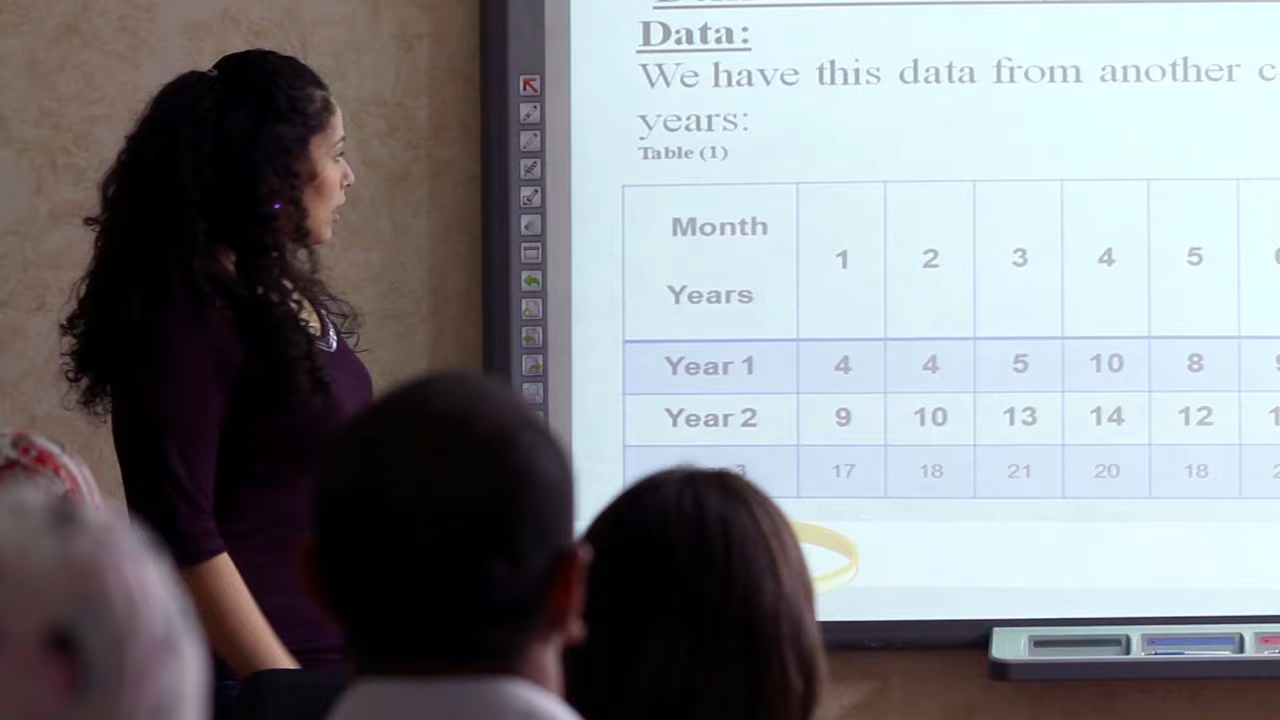 Data:
We have this data from another
years:
Table (1)
Month
Years
1 2 3 4 5
Year 1 4 4 5 10 8
Year 2 9 10 13 14 12
3 17 18 21 20 18